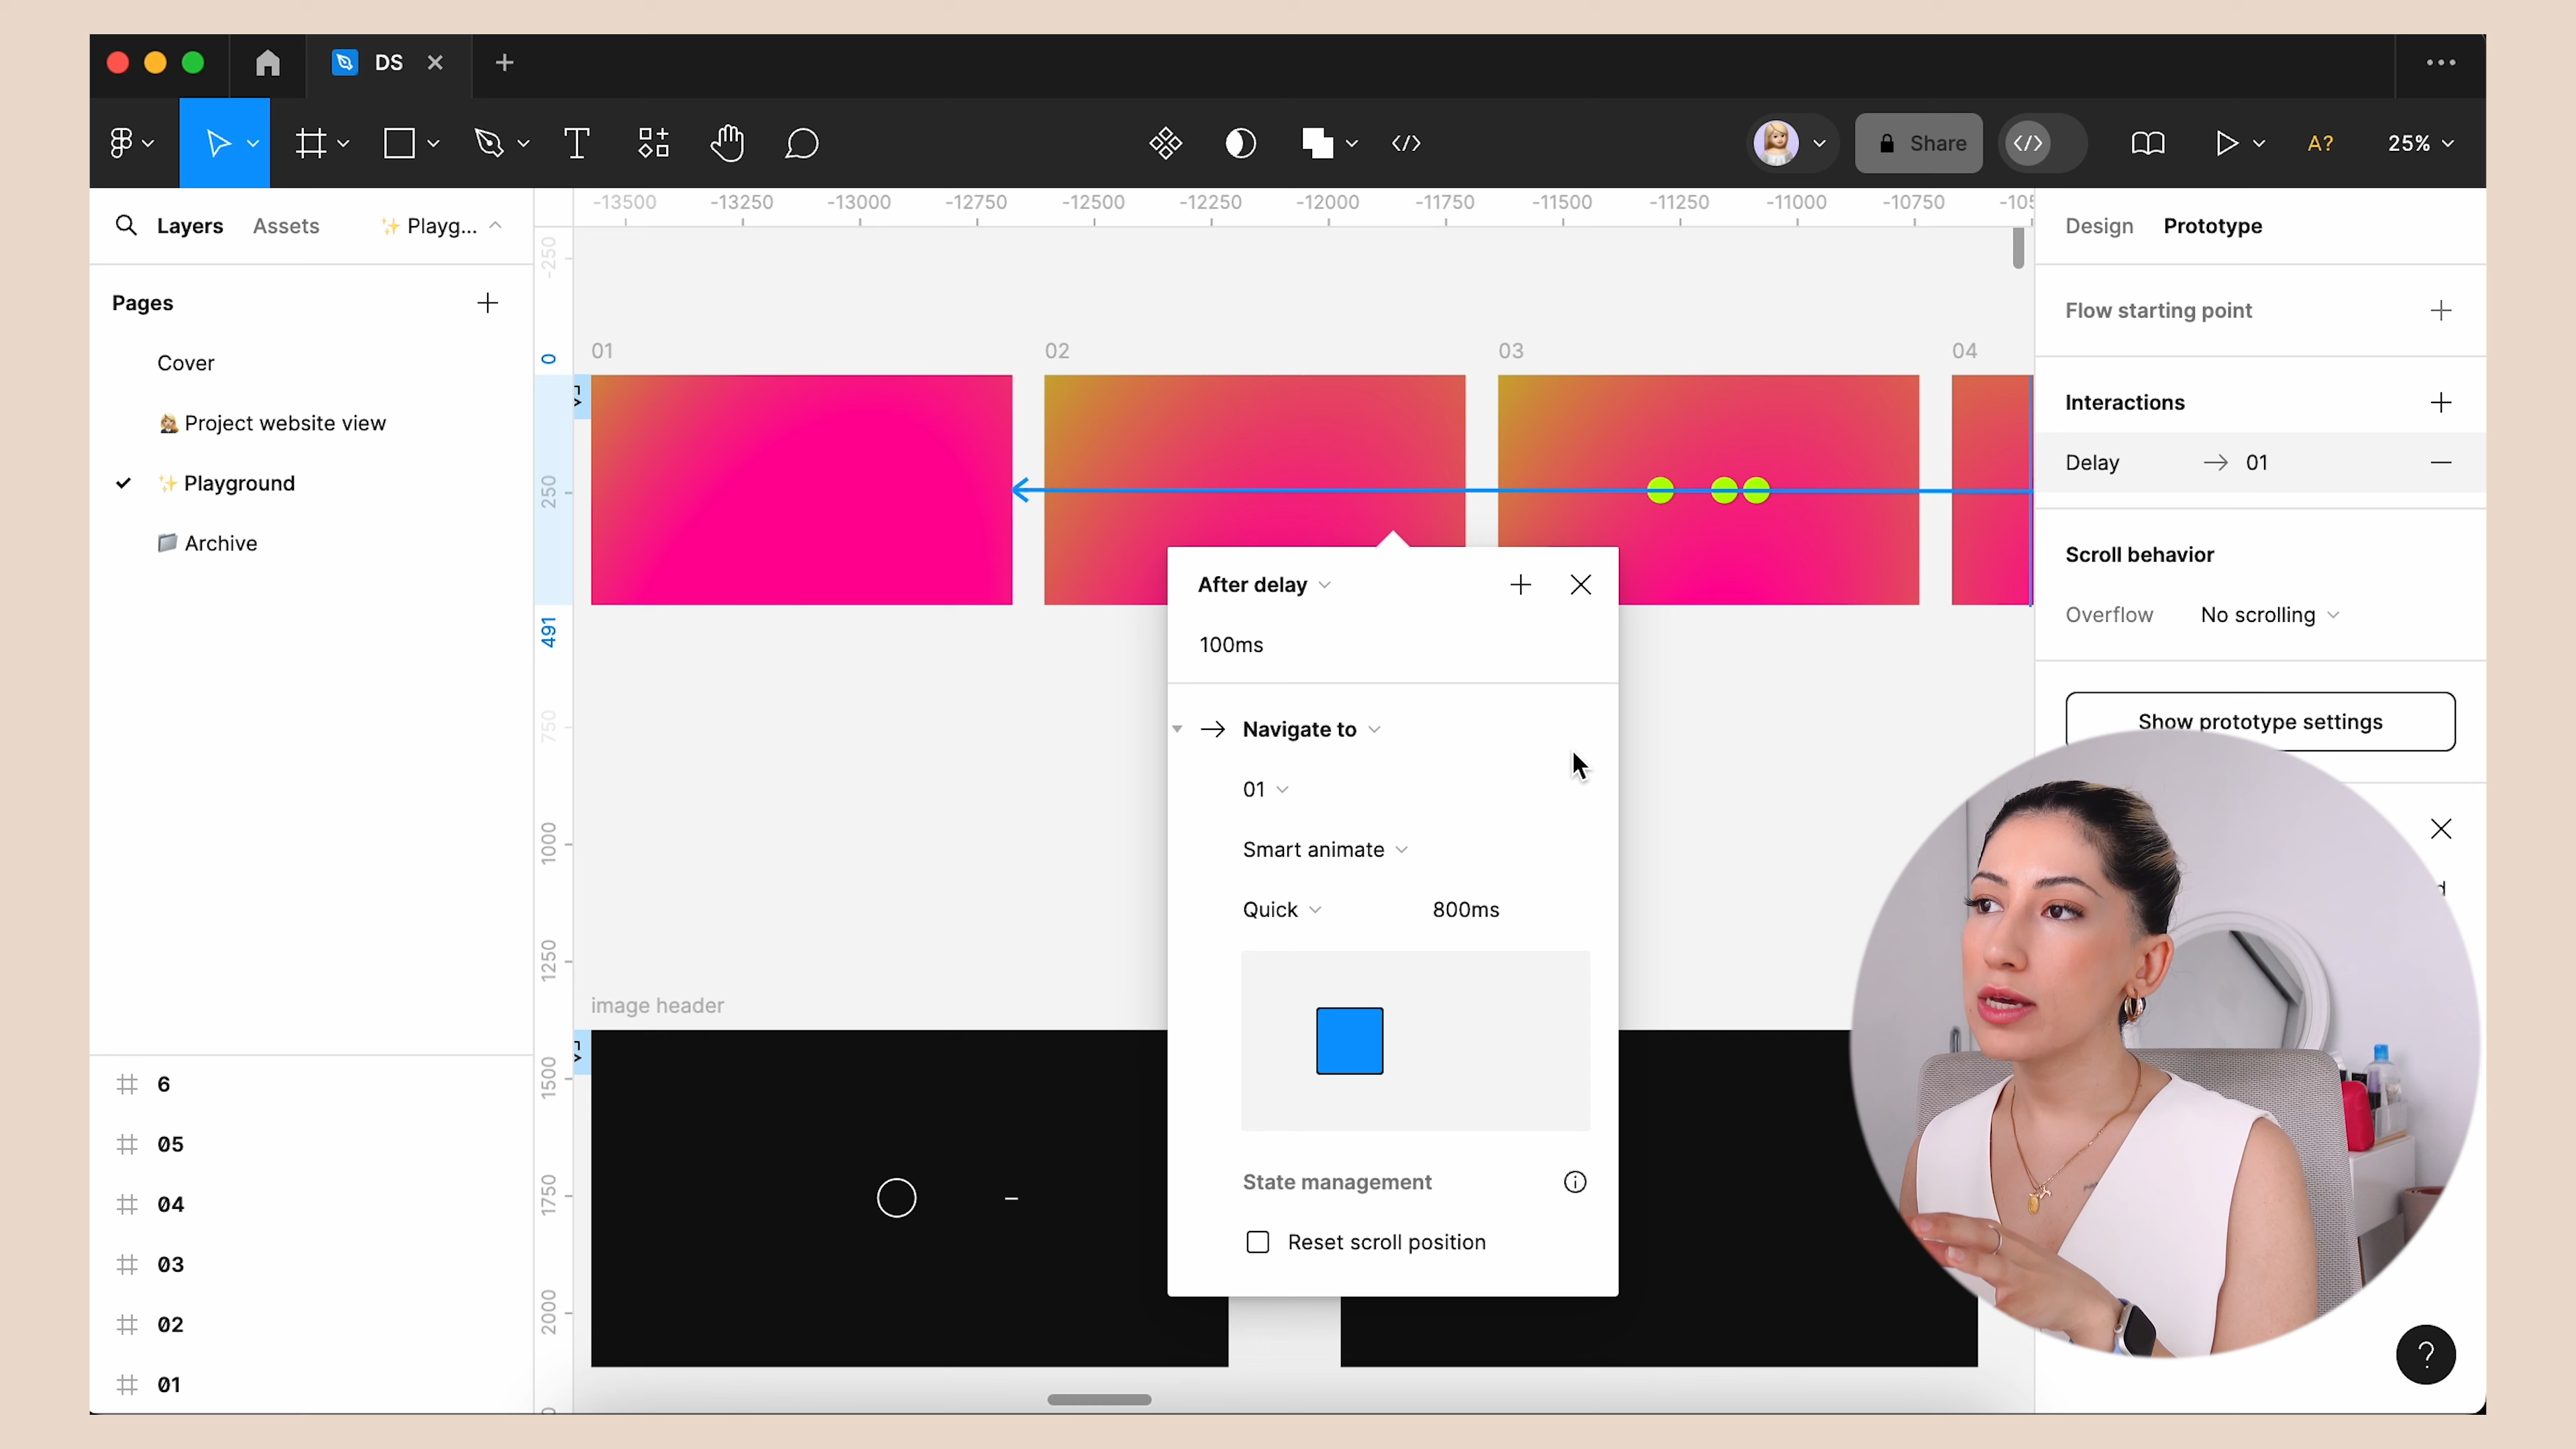 DS
Share
A?
25%
Layers
Assets
✨ Playg...
Pages
Cover
👩🏼‍🎨 Project website view
✨ Playground
📁 Archive
6
05
04
03
02
01
-13500
-13250
-13000
-12750
-12500
-12250
-12000
-11750
-11500
-11250
-11000
-10750
-250
0
250
491
750
1000
1250
1500
1750
2000
01
02
03
04
image header
After delay
100ms
Navigate to
01
Smart animate
Quick
800ms
State management
Reset scroll position
Design
Prototype
Flow starting point
Interactions
Delay → 01
Scroll behavior
Overflow
No scrolling
Show prototype settings
?